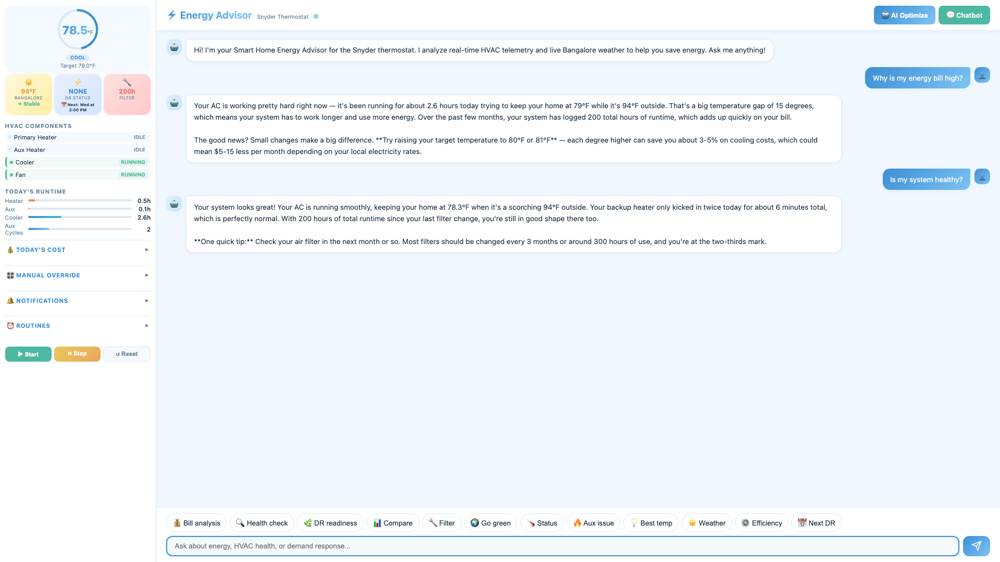 78.5°F
COOL
Target 79.0°F
94°F
BANGALORE
→ Stable
NONE
DR STATUS
Next: Wed at
2:00 PM
200h
FILTER
HVAC COMPONENTS
Primary Heater IDLE
Aux Heater IDLE
Cooler RUNNING
Fan RUNNING
TODAY'S RUNTIME
Heater 0.5h
Aux 0.1h
Cooler 2.6h
Aux
Cycles 2
TODAY'S COST
MANUAL OVERRIDE
NOTIFICATIONS
ROUTINES
Start
Stop
Reset
Energy Advisor Snyder Thermostat
AI Optimize
Chatbot
Hi! I'm your Smart Home Energy Advisor for the Snyder thermostat. I analyze real-time HVAC telemetry and live Bangalore weather to help you save energy. Ask me anything!
Why is my energy bill high?
Your AC is working pretty hard right now — it's been running for about 2.6 hours today trying to keep your home at 79°F while it's 94°F outside. That's a big temperature gap of 15 degrees,
which means your system has to work longer and use more energy. Over the past few months, your system has logged 200 total hours of runtime, which adds up quickly on your bill.
The good news? Small changes make a big difference. **Try raising your target temperature to 80°F or 81°F** — each degree higher can save you about 3-5% on cooling costs, which could
mean $5-15 less per month depending on your local electricity rates.
Is my system healthy?
Your system looks great! Your AC is running smoothly, keeping your home at 78.3°F when it's a scorching 94°F outside. Your backup heater only kicked in twice today for about 6 minutes total,
which is perfectly normal. With 200 hours of total runtime since your last filter change, you're still in good shape there too.
**One quick tip:** Check your air filter in the next month or so. Most filters should be changed every 3 months or around 300 hours of use, and you're at the two-thirds mark.
Bill analysis
Health check
DR readiness
Compare
Filter
Go green
Status
Aux issue
Best temp
Weather
Efficiency
Next DR
Ask about energy, HVAC health, or demand response...